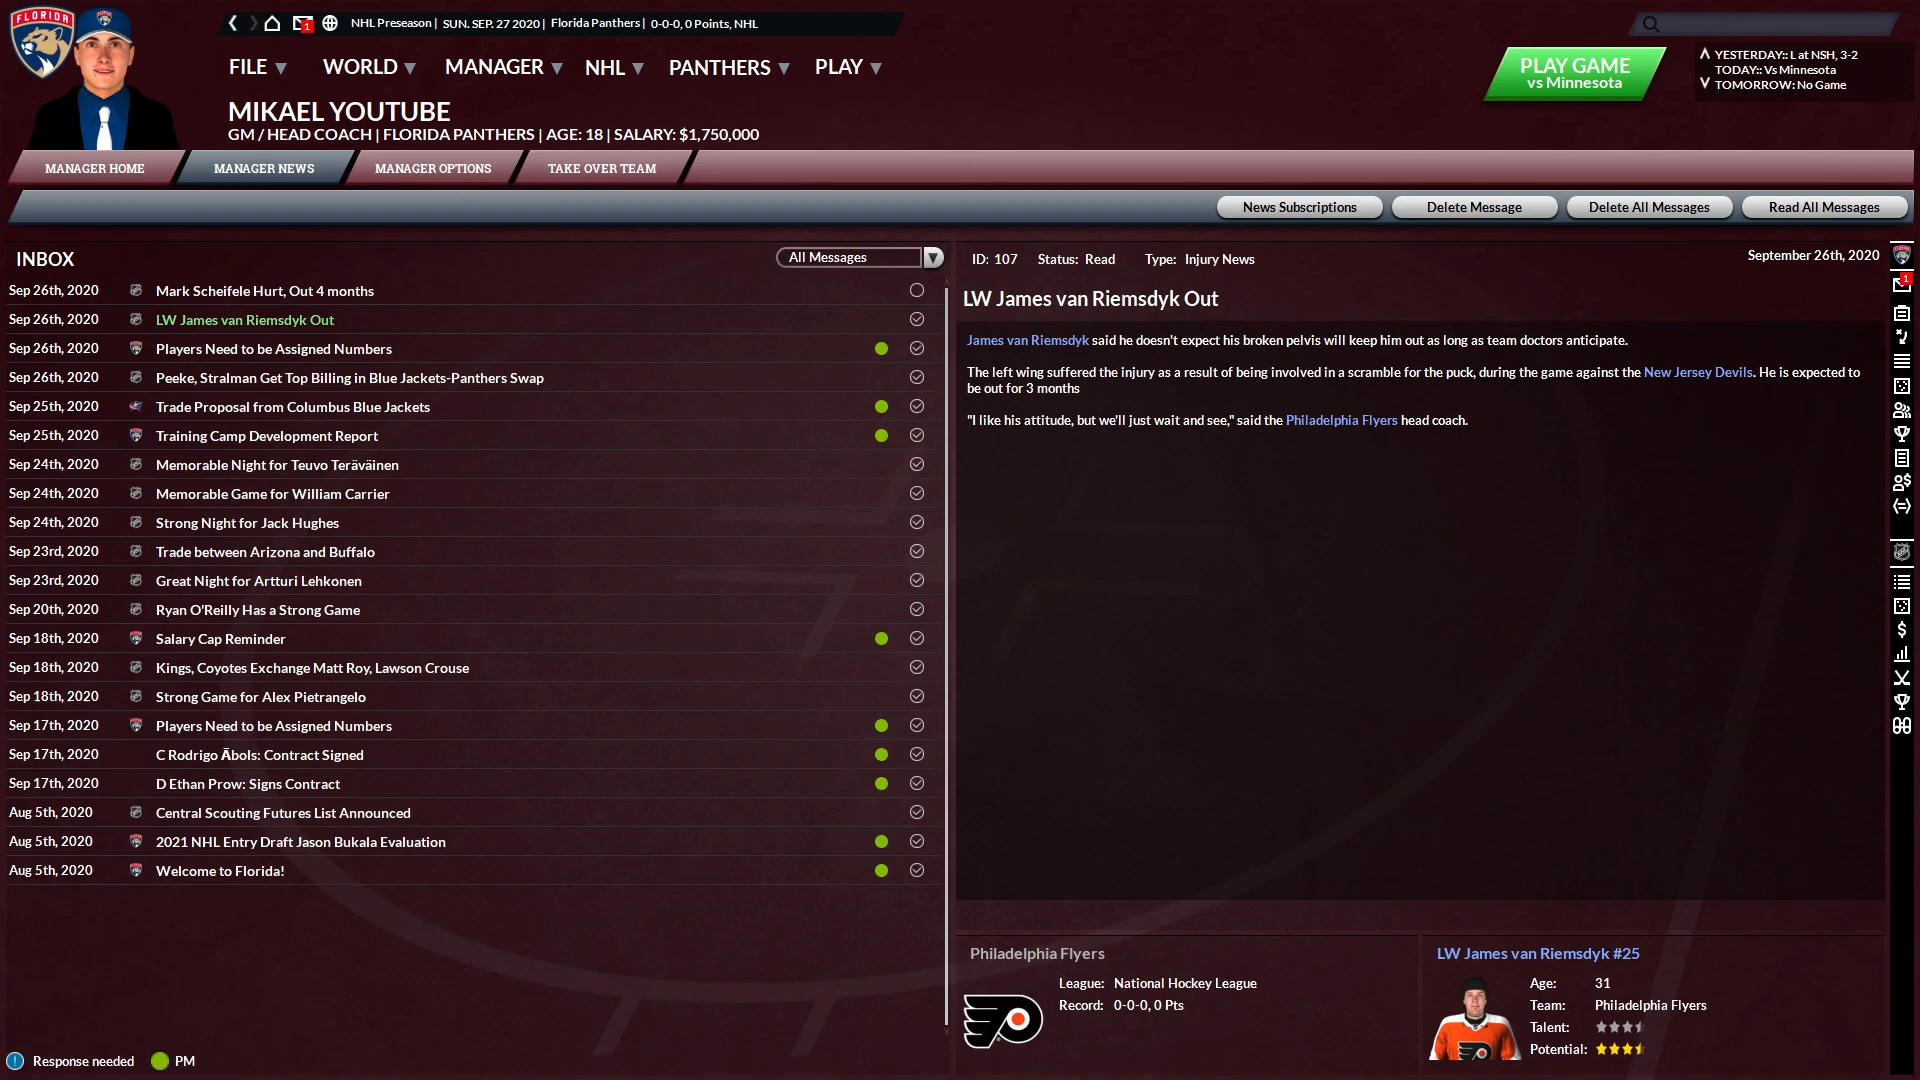 FLORIDA
1
NHL Preseason | SUN. SEP. 27 2020 | Florida Panthers | 0-0-0, 0 Points, NHL
FILE WORLD MANAGER NHL PANTHERS PLAY
MIKAEL YOUTUBE
GM / HEAD COACH | FLORIDA PANTHERS | AGE: 18 | SALARY: $1,750,000
PLAY GAME
vs Minnesota
YESTERDAY:: L at NSH, 3-2
TODAY:: Vs Minnesota
TOMORROW: No Game
MANAGER HOME MANAGER NEWS MANAGER OPTIONS TAKE OVER TEAM
News Subscriptions Delete Message Delete All Messages Read All Messages
INBOX All Messages
Sep 26th, 2020 Mark Scheifele Hurt, Out 4 months
Sep 26th, 2020 LW James van Riemsdyk Out
Sep 26th, 2020 Players Need to be Assigned Numbers
Sep 26th, 2020 Peeke, Stralman Get Top Billing in Blue Jackets-Panthers Swap
Sep 25th, 2020 Trade Proposal from Columbus Blue Jackets
Sep 25th, 2020 Training Camp Development Report
Sep 24th, 2020 Memorable Night for Teuvo Teräväinen
Sep 24th, 2020 Memorable Game for William Carrier
Sep 24th, 2020 Strong Night for Jack Hughes
Sep 23rd, 2020 Trade between Arizona and Buffalo
Sep 23rd, 2020 Great Night for Artturi Lehkonen
Sep 20th, 2020 Ryan O'Reilly Has a Strong Game
Sep 18th, 2020 Salary Cap Reminder
Sep 18th, 2020 Kings, Coyotes Exchange Matt Roy, Lawson Crouse
Sep 18th, 2020 Strong Game for Alex Pietrangelo
Sep 17th, 2020 Players Need to be Assigned Numbers
Sep 17th, 2020 C Rodrigo Ābols: Contract Signed
Sep 17th, 2020 D Ethan Prow: Signs Contract
Aug 5th, 2020 Central Scouting Futures List Announced
Aug 5th, 2020 2021 NHL Entry Draft Jason Bukala Evaluation
Aug 5th, 2020 Welcome to Florida!
Response needed PM
ID: 107 Status: Read Type: Injury News September 26th, 2020
LW James van Riemsdyk Out
James van Riemsdyk said he doesn't expect his broken pelvis will keep him out as long as team doctors anticipate.
The left wing suffered the injury as a result of being involved in a scramble for the puck, during the game against the New Jersey Devils. He is expected to
be out for 3 months
"I like his attitude, but we'll just wait and see," said the Philadelphia Flyers head coach.
Philadelphia Flyers
League: National Hockey League
Record: 0-0-0, 0 Pts
LW James van Riemsdyk #25
Age: 31
Team: Philadelphia Flyers
Talent:
Potential:
1